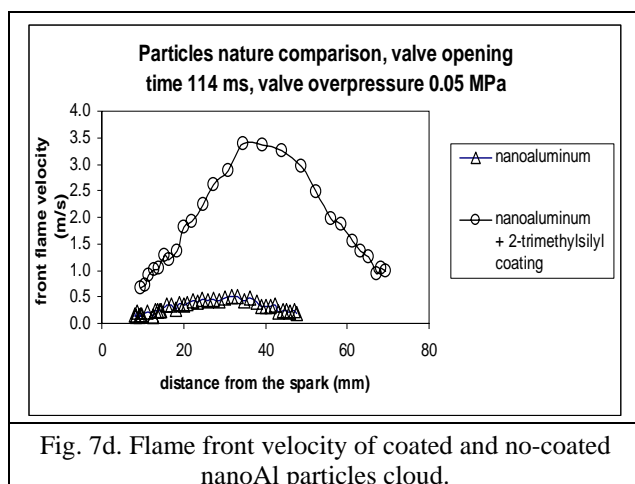 Particles nature comparison, valve opening
time 114 ms, valve overpressure 0.05 MPa
front flame velocity
(m/s)
4.0
3.5
3.0
2.5
2.0
1.5
1.0
0.5
0.0
0 20 40 60 80
distance from the spark (mm)
nanoaluminum
nanoaluminum
+ 2-trimethylsilyl
coating
Fig. 7d. Flame front velocity of coated and no-coated
nanoAl particles cloud.